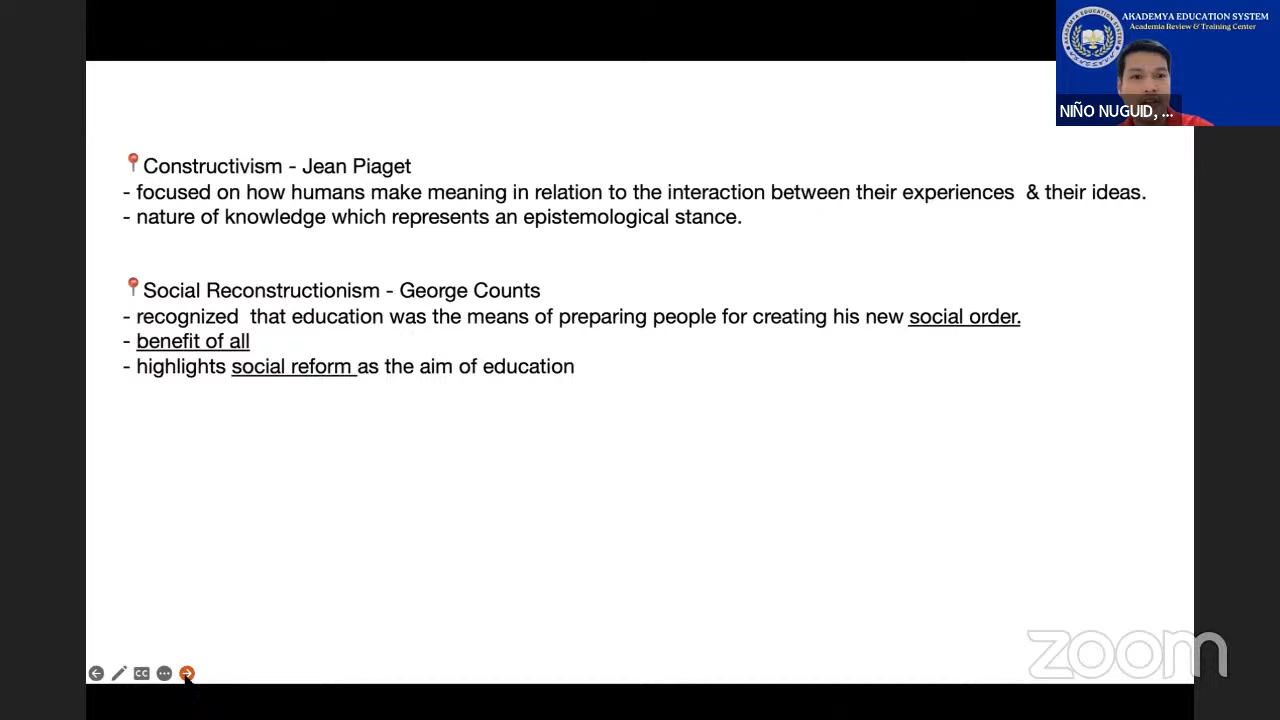 AKADEMYA EDUCATION SYSTEM
Academia Review & Training Center
NIÑO NUGUID, ...
📍Constructivism - Jean Piaget
- focused on how humans make meaning in relation to the interaction between their experiences & their ideas.
- nature of knowledge which represents an epistemological stance.
📍Social Reconstructionism - George Counts
- recognized that education was the means of preparing people for creating his new social order.
- benefit of all
- highlights social reform as the aim of education
CC
zoom